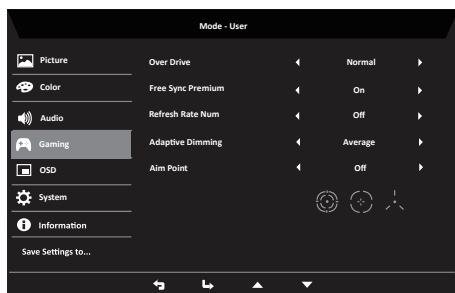 Mode - User
Picture
Color
Audio
Gaming
OSD
System
Information
Save Settings to...
Over Drive Normal
Free Sync Premium On
Refresh Rate Num Off
Adaptive Dimming Average
Aim Point Off